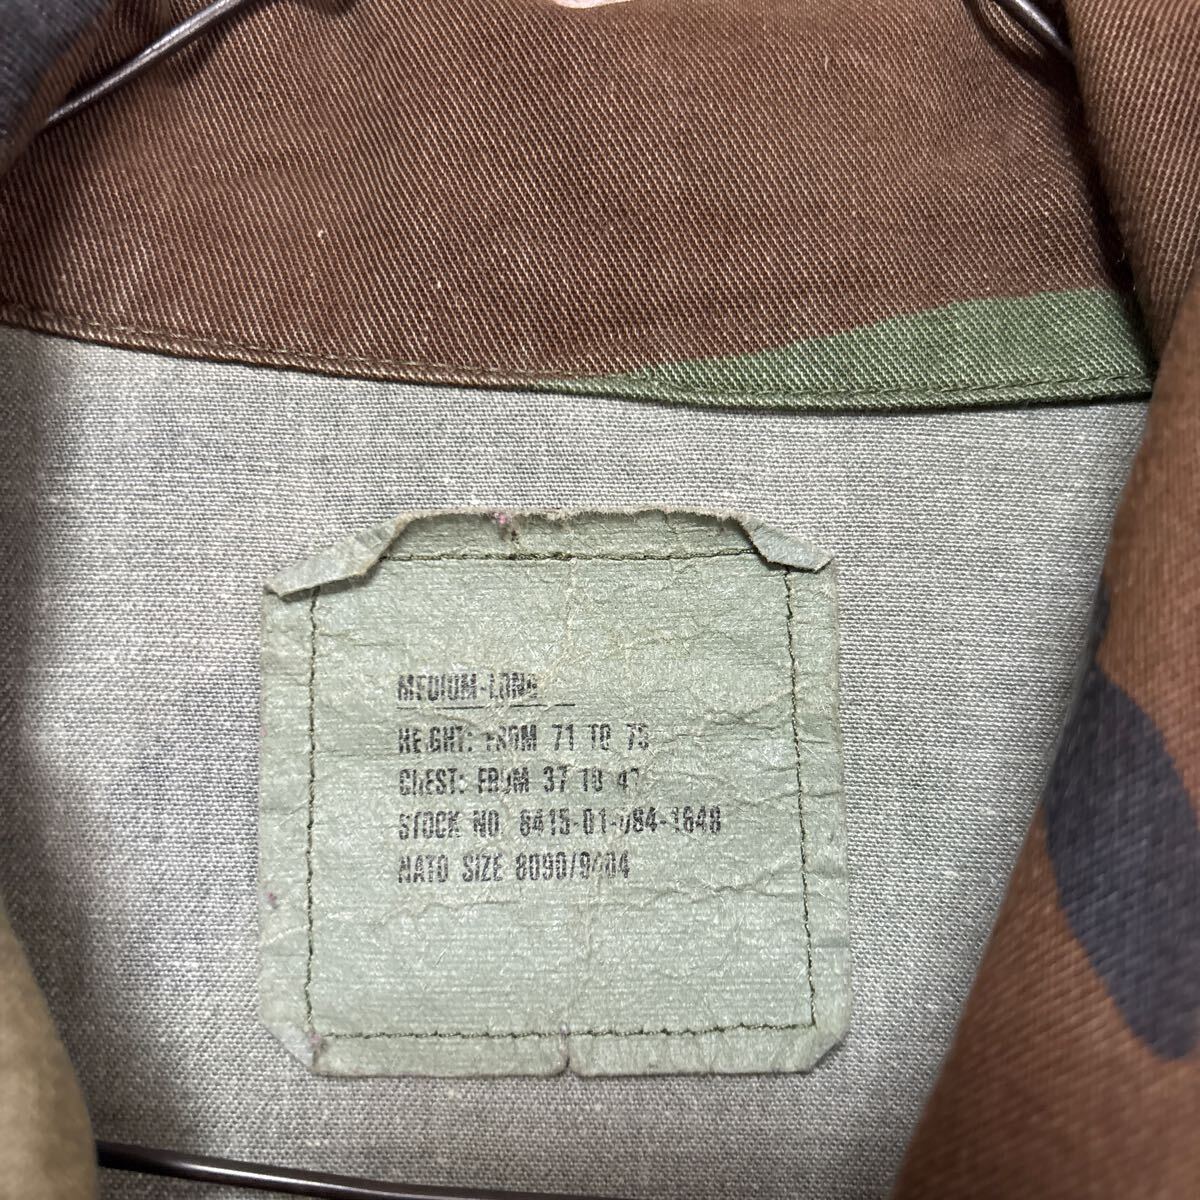 MEDIUM-LONG
HEIGHT: FROM 71 TO 75
CHEST: FROM 37 TO 41
STOCK NO. 8415-01-084-1648
NATO SIZE 8090/9404